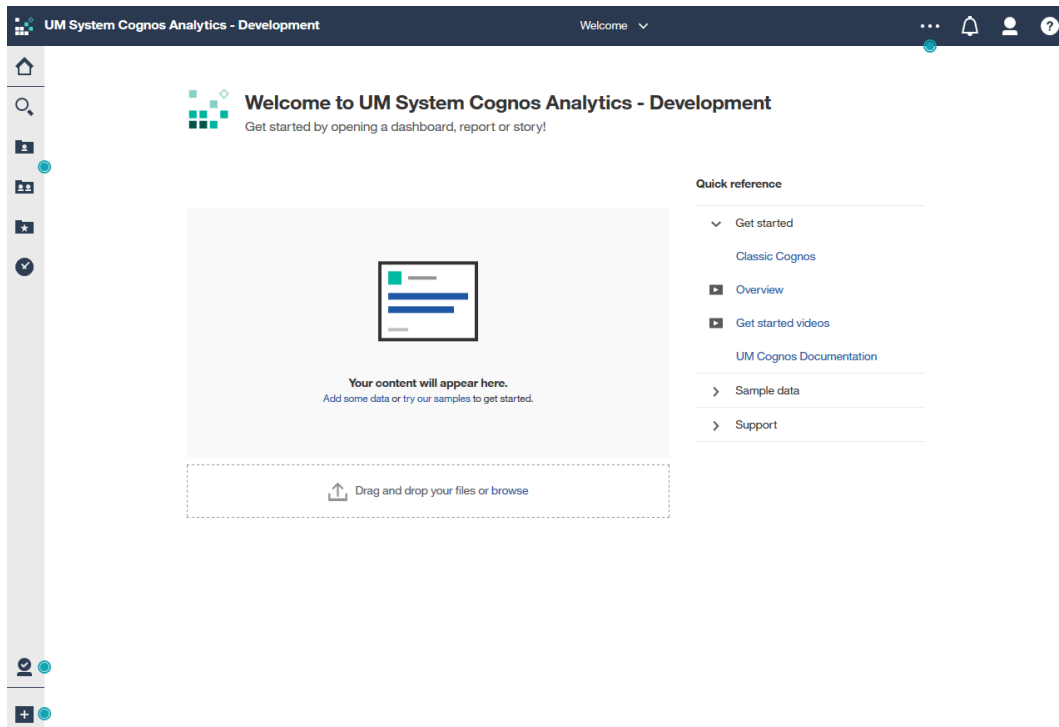 UM System Cognos Analytics - Development
Welcome
Welcome to UM System Cognos Analytics - Development
Get started by opening a dashboard, report or story!
Quick reference
Get started
Classic Cognos
Overview
Get started videos
UM Cognos Documentation
Sample data
Support
Your content will appear here.
Add some data or try our samples to get started.
Drag and drop your files or browse